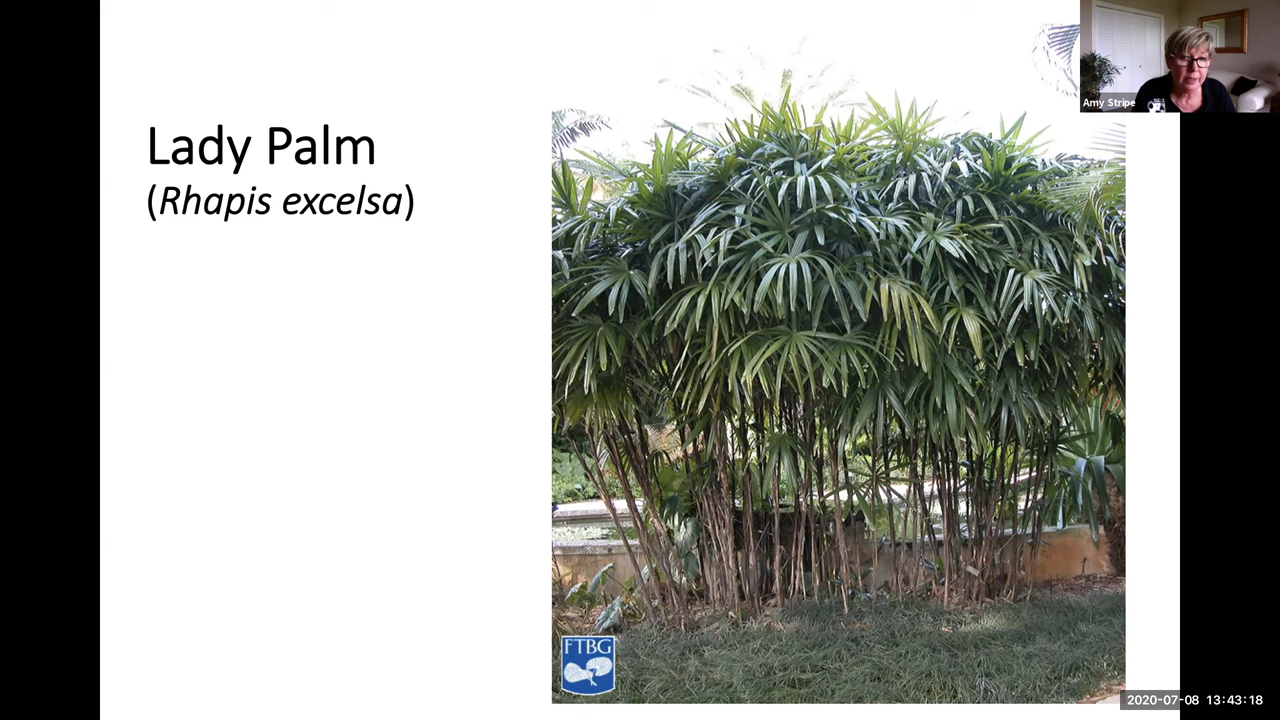 Lady Palm
(Rhapis excelsa)
Amy Stripe
FTBG
2020-07-08 13:43:18